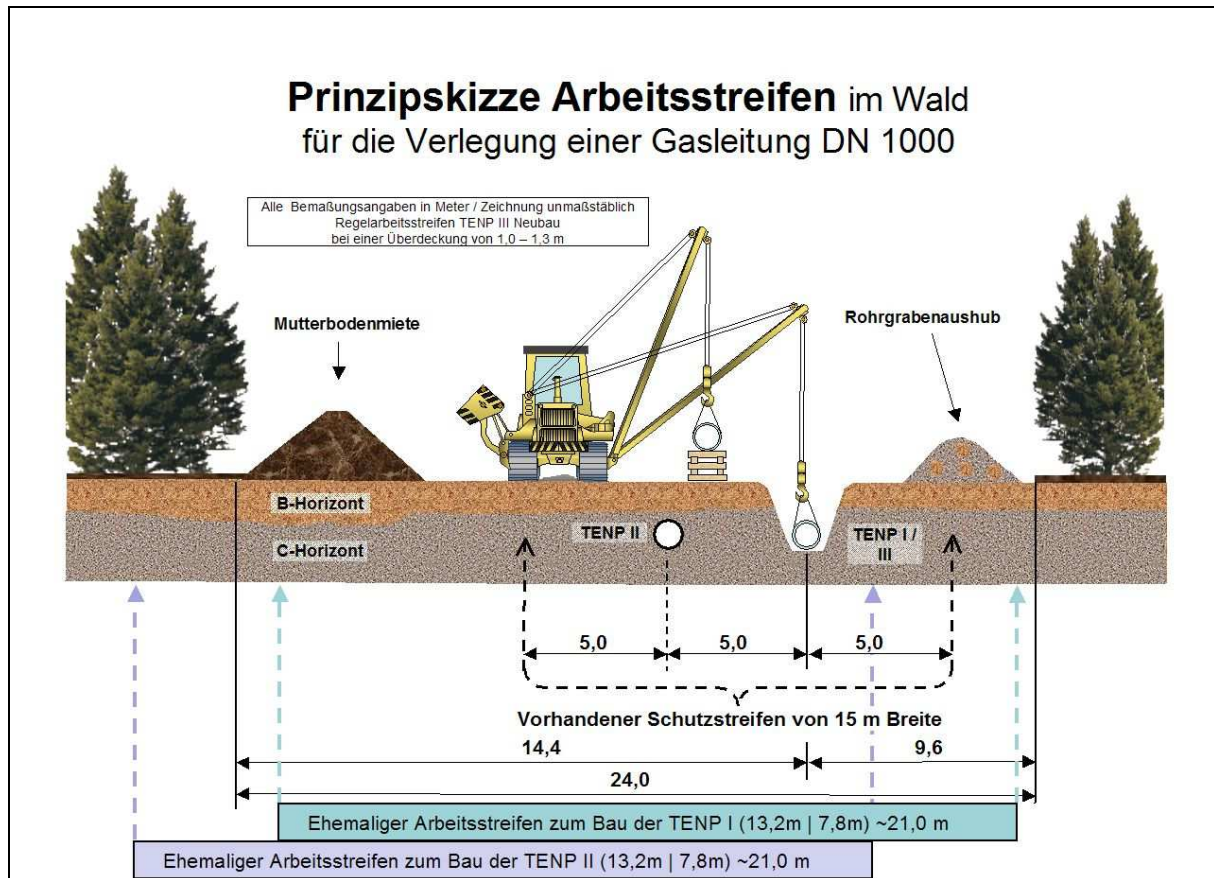 Prinzipskizze Arbeitsstreifen im Wald
für die Verlegung einer Gasleitung DN 1000
Alle Bemaßungsangaben in Meter / Zeichnung unmaßstäblich
Regelarbeitsstreifen TENP III Neubau
bei einer Überdeckung von 1,0 – 1,3 m
Mutterbodenmiete
Rohrgrabenaushub
B-Horizont
C-Horizont
TENP II
TENP I /
III
5,0
5,0
5,0
Vorhandener Schutzstreifen von 15 m Breite
14,4
9,6
24,0
Ehemaliger Arbeitsstreifen zum Bau der TENP I (13,2m | 7,8m) ~21,0 m
Ehemaliger Arbeitsstreifen zum Bau der TENP II (13,2m | 7,8m) ~21,0 m